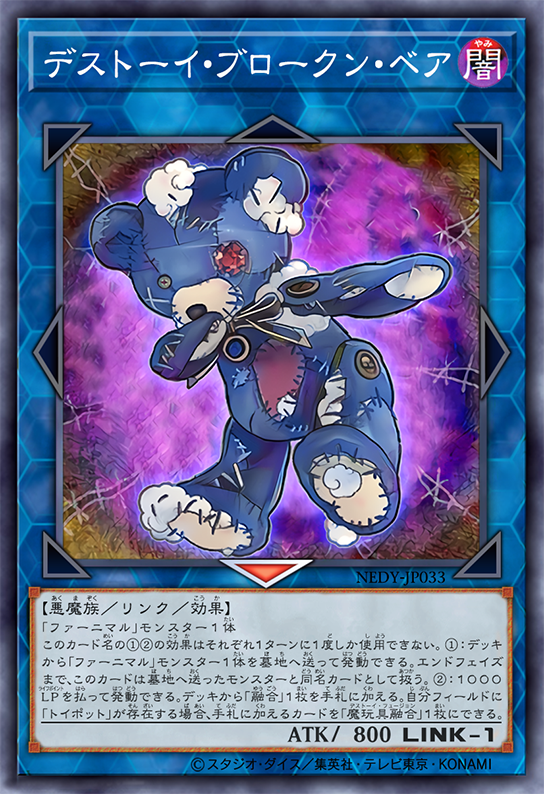 デストーイ・ブロークン・ベア
闇
NEDY-JP033
【悪魔族／リンク／効果】
「ファーニマル」モンスター１体
このカード名の①②の効果はそれぞれ１ターンに１度しか使用できない。①：デッキ
から「ファーニマル」モンスター１体を墓地へ送って発動できる。エンドフェイズ
まで、このカードは墓地へ送ったモンスターと同名カードとして扱う。②：１０００
ＬＰを払って発動できる。デッキから「融合」１枚を手札に加える。自分フィールドに
「トイポット」が存在する場合、手札に加えるカードを「魔玩具融合」１枚にできる。
ATK/ 800 LINK-1
©スタジオ・ダイス／集英社・テレビ東京・KONAMI